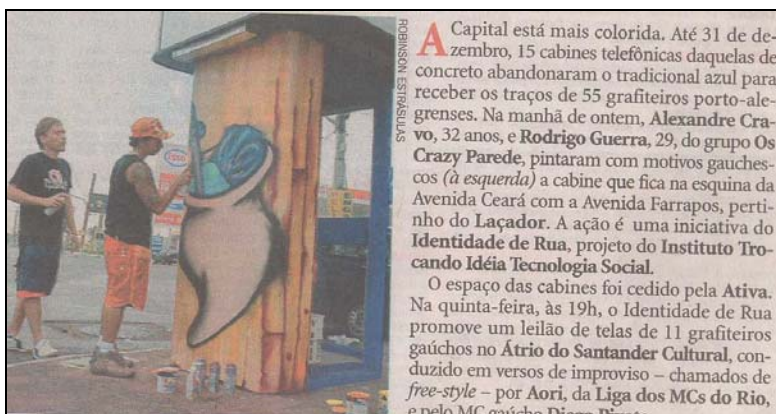 ROBINSON ESTRÁSULAS
A Capital está mais colorida. Até 31 de de-
zembro, 15 cabines telefônicas daquelas de
concreto abandonaram o tradicional azul para
receber os traços de 55 grafiteiros porto-ale-
grenses. Na manhã de ontem, Alexandre Cra-
vo, 32 anos, e Rodrigo Guerra, 29, do grupo Os
Crazy Parede, pintaram com motivos gauches-
cos (à esquerda) a cabine que fica na esquina da
Avenida Ceará com a Avenida Farrapos, perti-
nho do Laçador. A ação é uma iniciativa do
Identidade de Rua, projeto do Instituto Tro-
cando Idéia Tecnologia Social.
O espaço das cabines foi cedido pela Ativa.
Na quinta-feira, às 19h, o Identidade de Rua
promove um leilão de telas de 11 grafiteiros
gaúchos no Átrio do Santander Cultural, con-
duzido em versos de improviso – chamados de
free-style – por Aori, da Liga dos MCs do Rio,
e pelo MC gaúcho